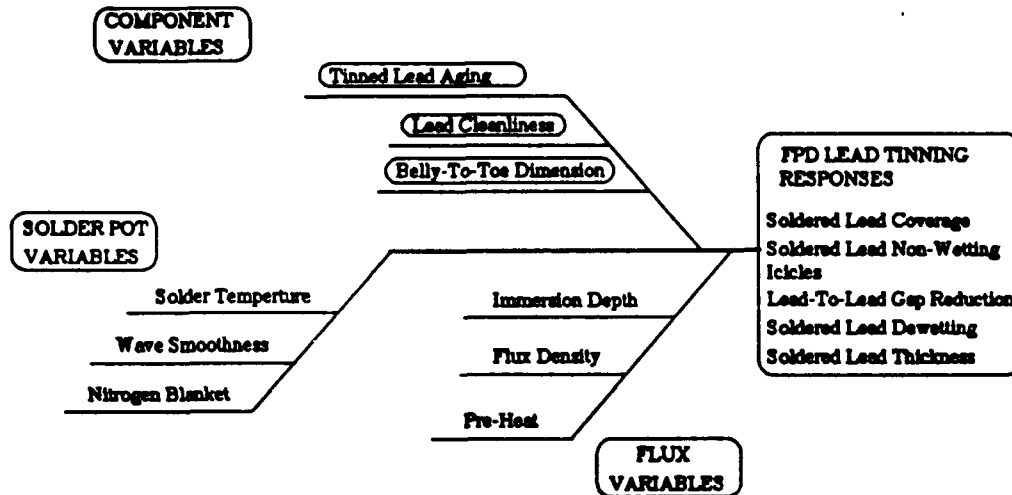 COMPONENT
VARIABLES
Tinned Lead Aging
Lead Cleanliness
Belly-To-Toe Dimension
FPD LEAD TINNING
RESPONSES
Soldered Lead Coverage
Soldered Lead Non-Wetting
Icicles
Lead-To-Lead Gap Reduction
Soldered Lead Dewetting
Soldered Lead Thickness
SOLDER POT
VARIABLES
Solder Temperture
Wave Smoothness
Nitrogen Blanket
Immersion Depth
Flux Density
Pre-Heat
FLUX
VARIABLES